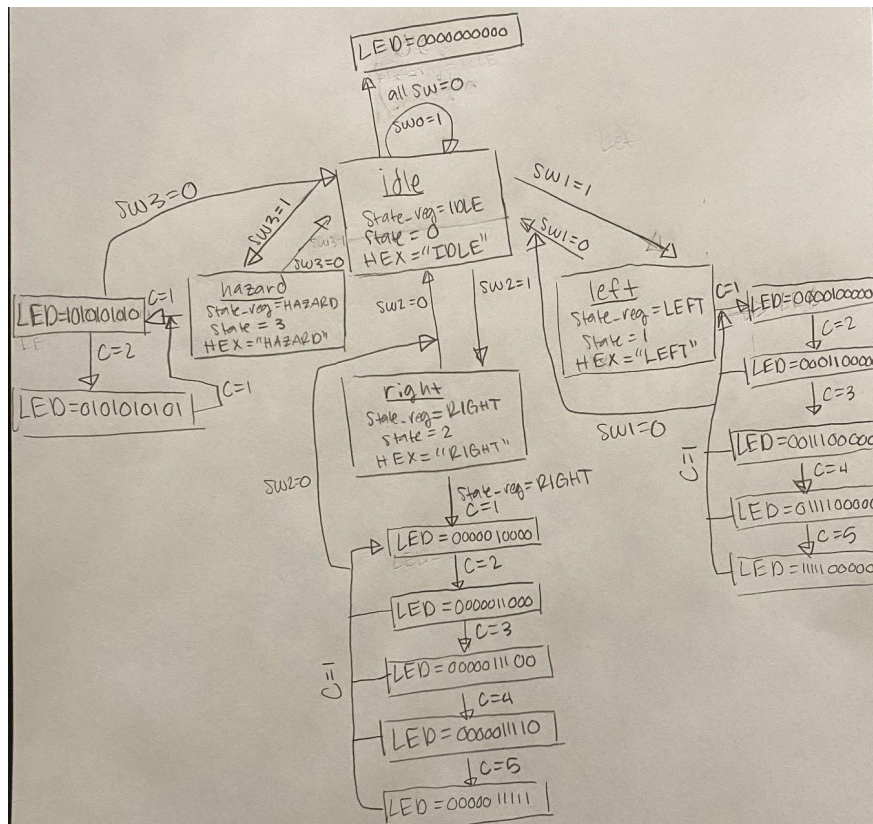 LED=0000000000
all SW=0
SW0=1
idle
State_reg=IDLE
State=0
HEX="IDLE"
SW3=0
SW3=1
SW3=0
SW1=1
SW1=0
hazard
State_reg=HAZARD
State=3
HEX="HAZARD"
C=1
LED=1010101010
C=2
LED=0101010101
C=1
SW2=0
SW2=1
left
State_reg=LEFT
State=1
HEX="LEFT"
C=1
LED=0000100000
C=2
LED=0001100000
C=3
LED=0011100000
C=4
LED=0111100000
C=5
LED=1111100000
C=1
SW1=0
right
State_reg=RIGHT
State=2
HEX="RIGHT"
SW2=0
State_reg=RIGHT
C=1
LED=0000010000
C=2
LED=0000011000
C=3
LED=0000011100
C=4
LED=0000011110
C=5
LED=0000011111
C=1